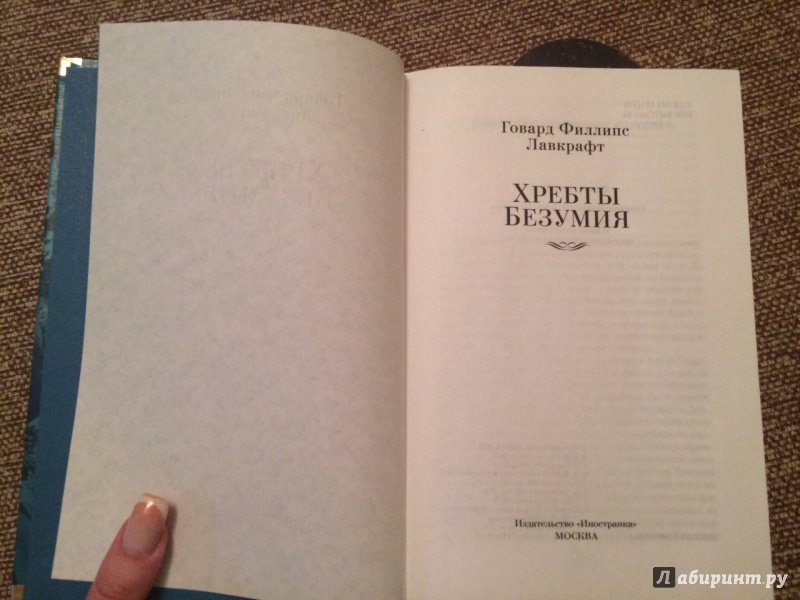 Говард Филлипс
Лавкрафт
ХРЕБТЫ
БЕЗУМИЯ
Издательство «Иностранка»
МОСКВА
Лабиринт.ру